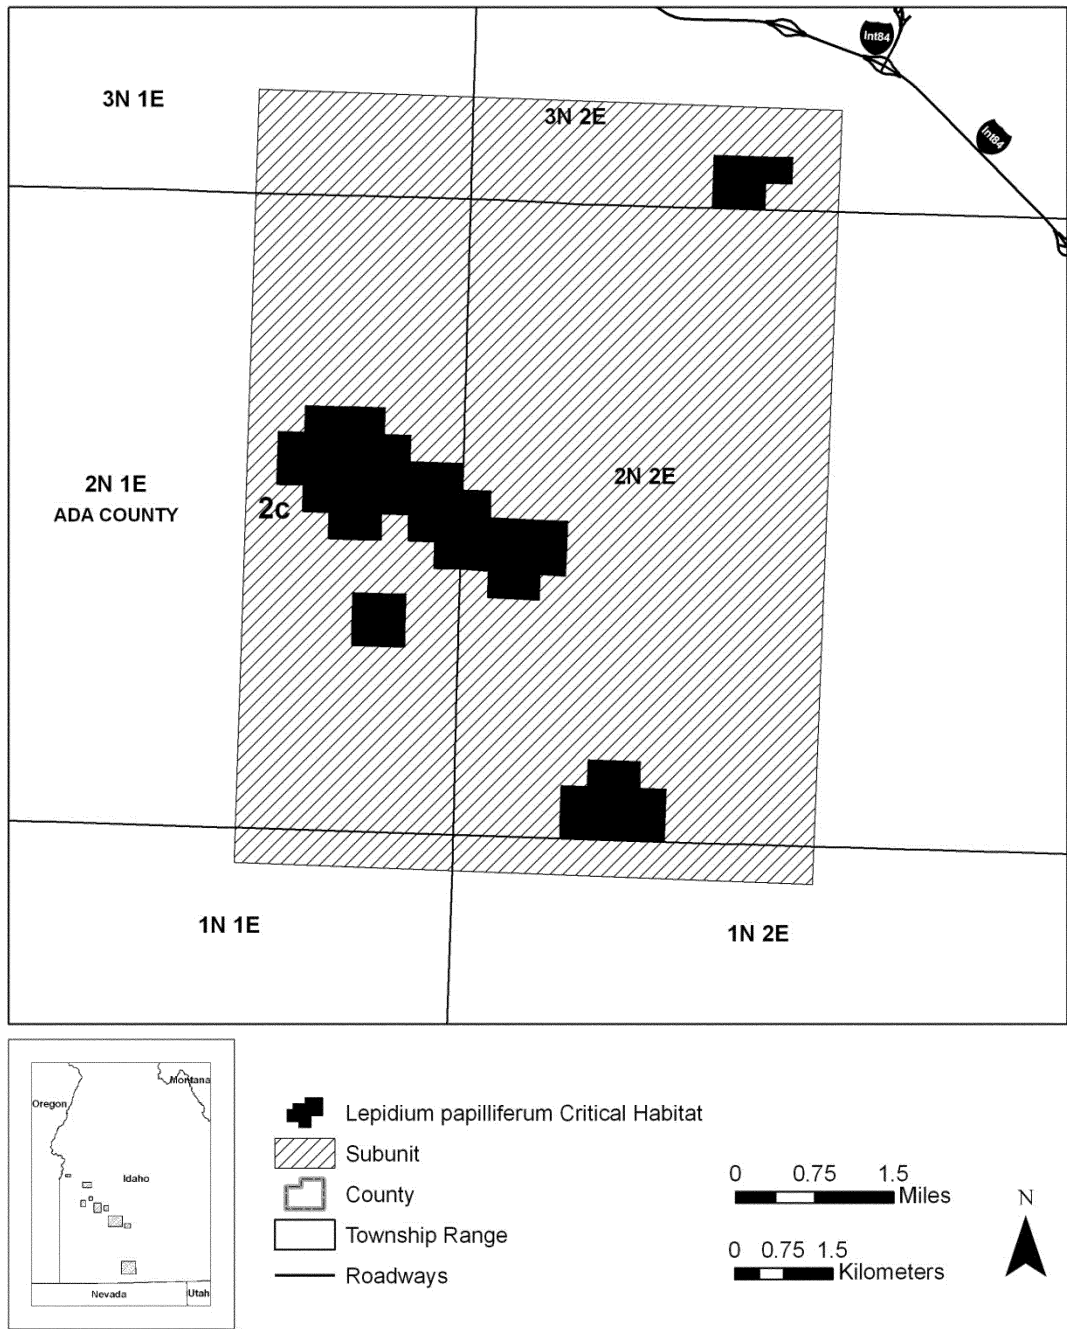 Int84
3N 1E
3N 2E
Int84
2N 1E
ADA COUNTY
2N 2E
2c
1N 1E
1N 2E
Oregon
Montana
Idaho
Nevada
Utah
Lepidium papilliferum Critical Habitat
Subunit
County
Township Range
Roadways
0 0.75 1.5
Miles
0 0.75 1.5
Kilometers
N